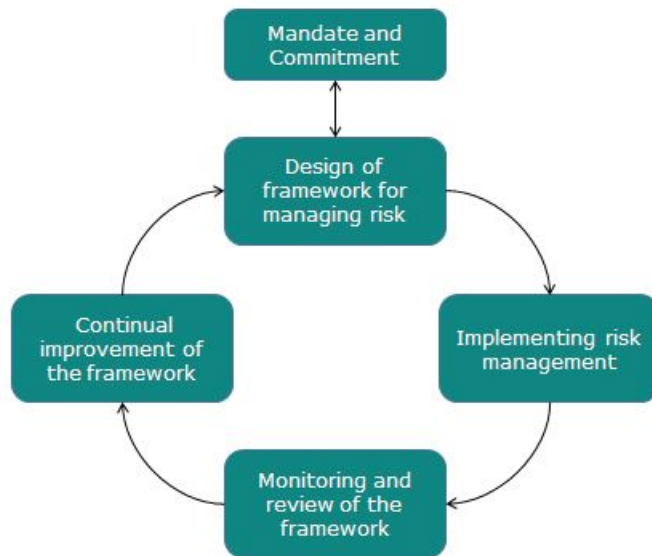 Mandate and
Commitment
Design of
framework for
managing risk
Implementing risk
management
Monitoring and
review of the
framework
Continual
improvement of
the framework